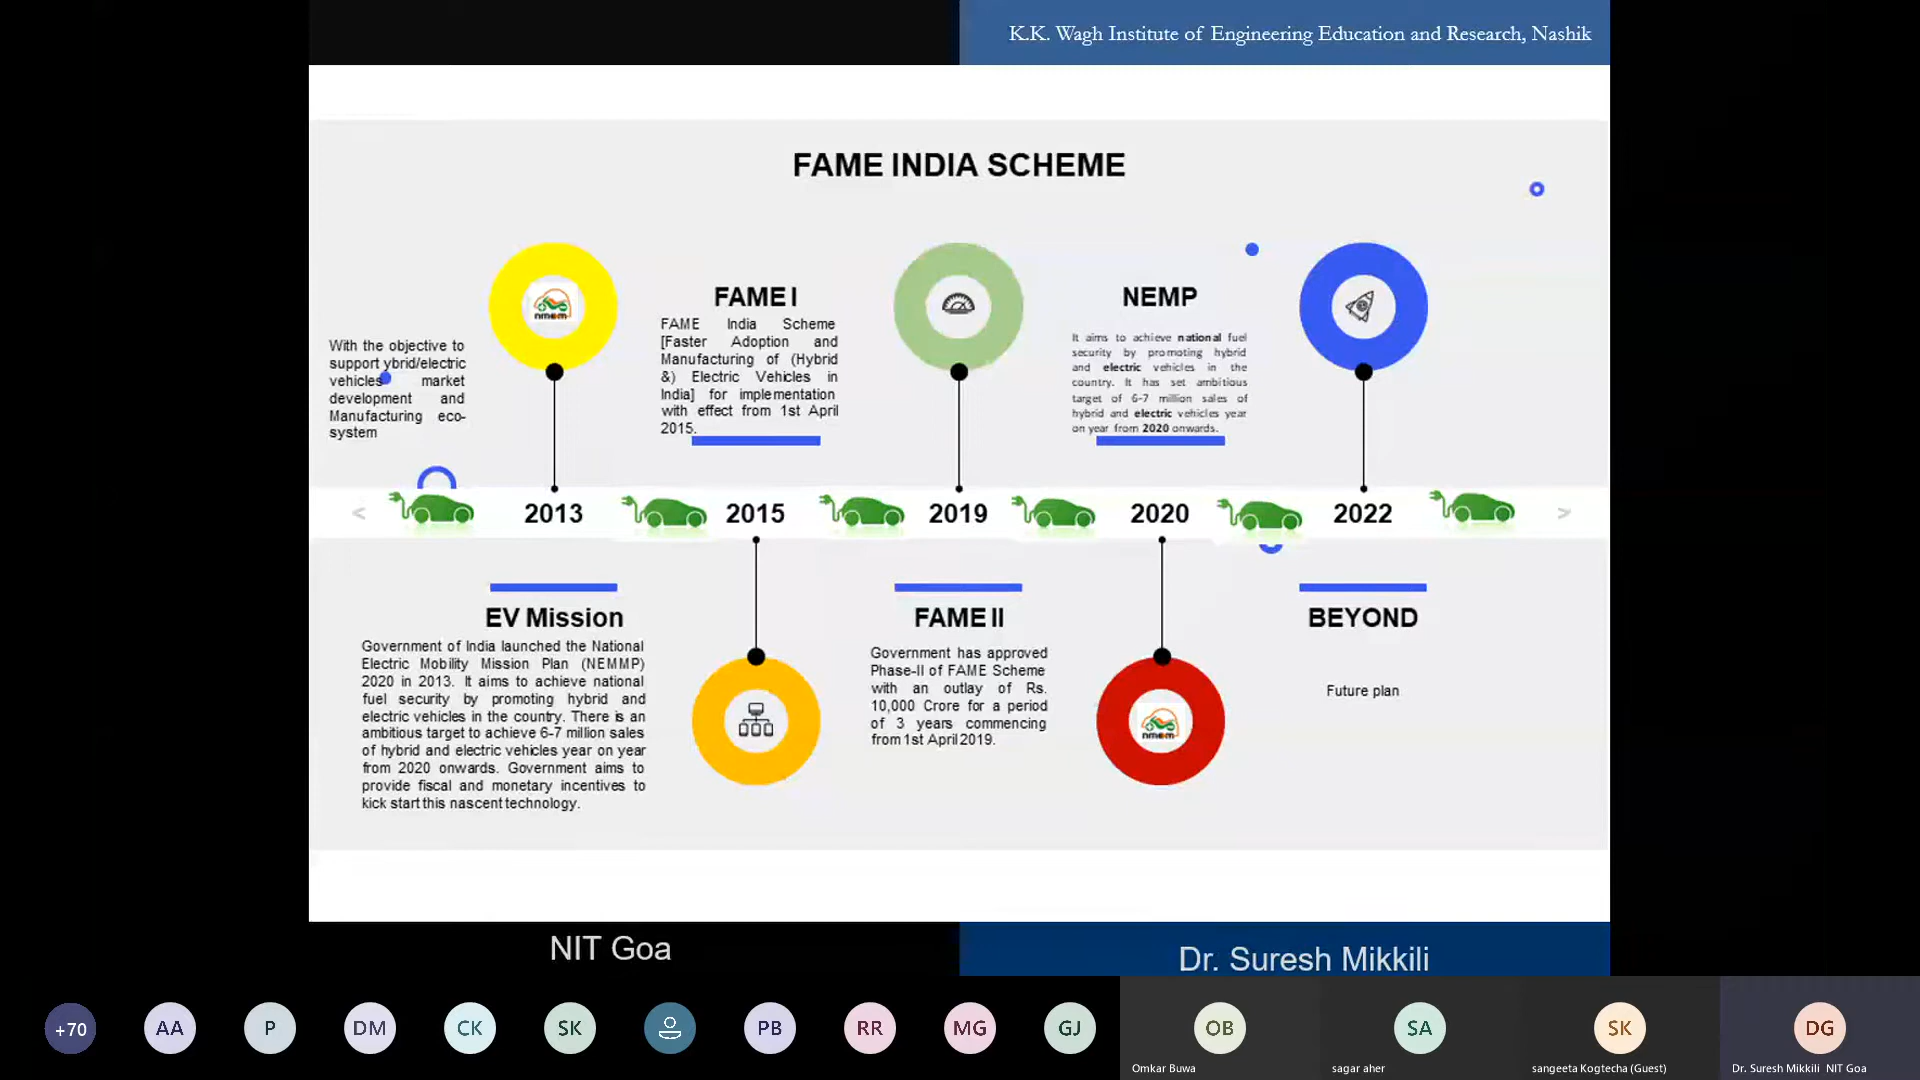 K.K. Wagh Institute of Engineering Education and Research, Nashik
FAME INDIA SCHEME
With the objective to
support ybrid/electric
vehicles market
development and
Manufacturing eco-
system
FAME I
FAME India Scheme
[Faster Adoption and
Manufacturing of (Hybrid
&) Electric Vehicles in
India] for implementation
with effect from 1st April
2015.
NEMP
It aims to achieve national fuel
security by promoting hybrid
and electric vehicles in the
country. It has set ambitious
target of 6-7 million sales of
hybrid and electric vehicles year
on year from 2020 onwards.
< 2013 2015 2019 2020 2022 >
EV Mission
Government of India launched the National
Electric Mobility Mission Plan (NEMMP)
2020 in 2013. It aims to achieve national
fuel security by promoting hybrid and
electric vehicles in the country. There is an
ambitious target to achieve 6-7 million sales
of hybrid and electric vehicles year on year
from 2020 onwards. Government aims to
provide fiscal and monetary incentives to
kick start this nascent technology.
FAME II
Government has approved
Phase-II of FAME Scheme
with an outlay of Rs.
10,000 Crore for a period
of 3 years commencing
from 1st April 2019.
BEYOND
Future plan
NIT Goa
Dr. Suresh Mikkili
+70 AA P DM CK SK PB RR MG GJ OB SA SK DG
Omkar Buwa
sagar aher
sangeeta Kogtecha (Guest)
Dr. Suresh Mikkili NIT Goa